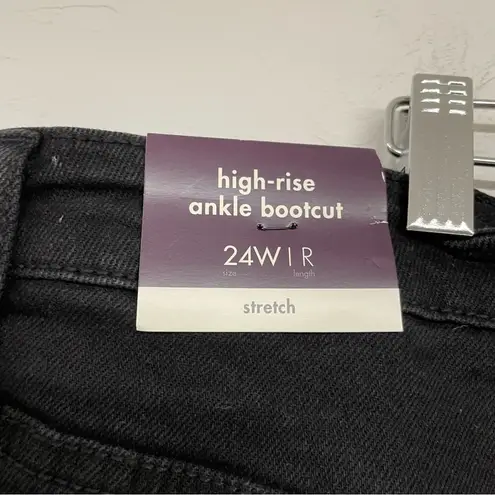 high-rise
ankle bootcut
24W | R
size length
stretch